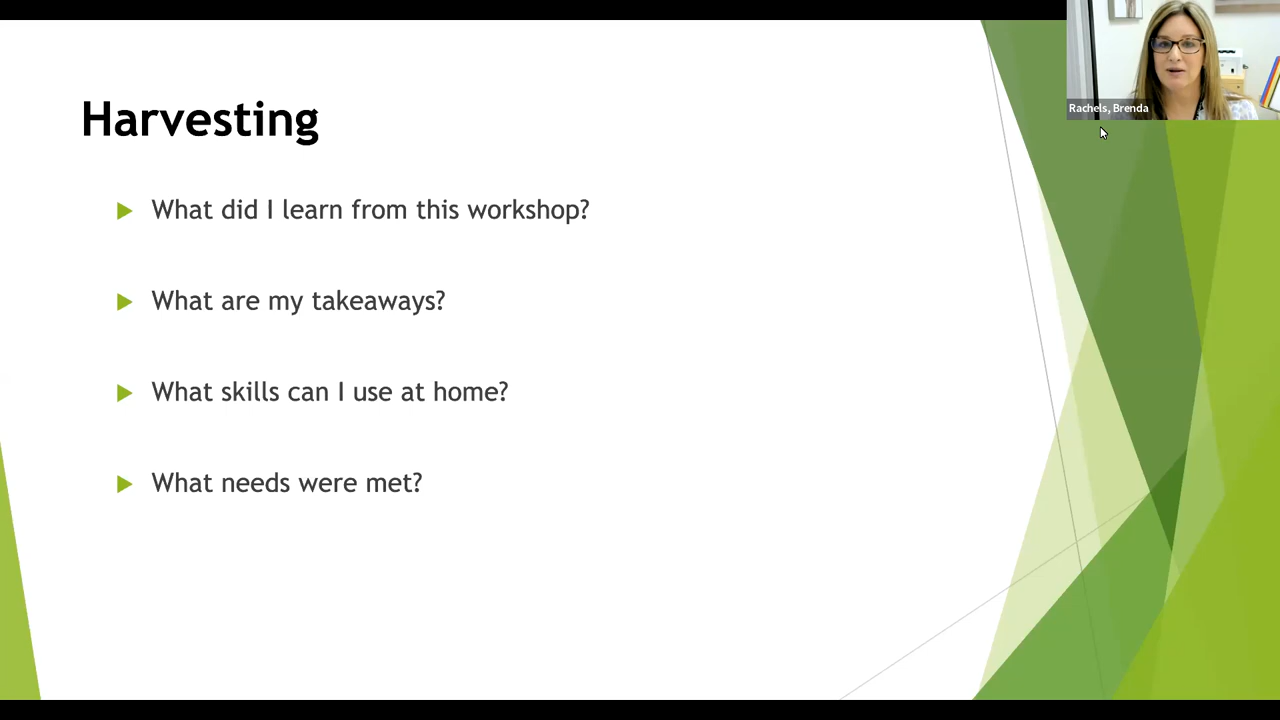 Harvesting
What did I learn from this workshop?
What are my takeaways?
What skills can I use at home?
What needs were met?
Rachels, Brenda